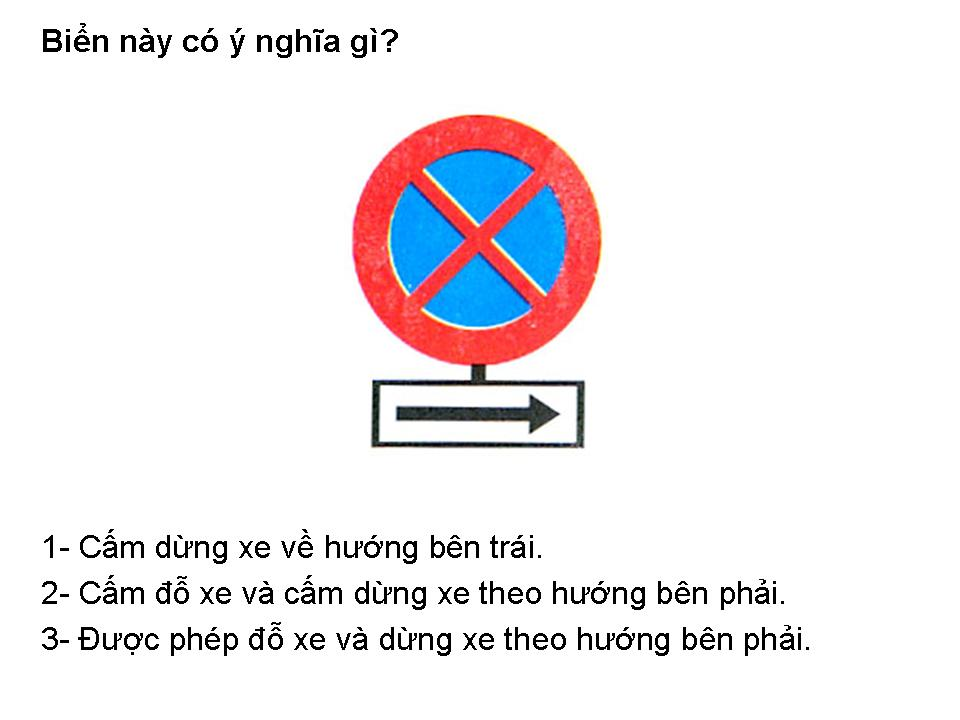 Biển này có ý nghĩa gì?
1- Cấm dừng xe về hướng bên trái.
2- Cấm đỗ xe và cấm dừng xe theo hướng bên phải.
3- Được phép đỗ xe và dừng xe theo hướng bên phải.